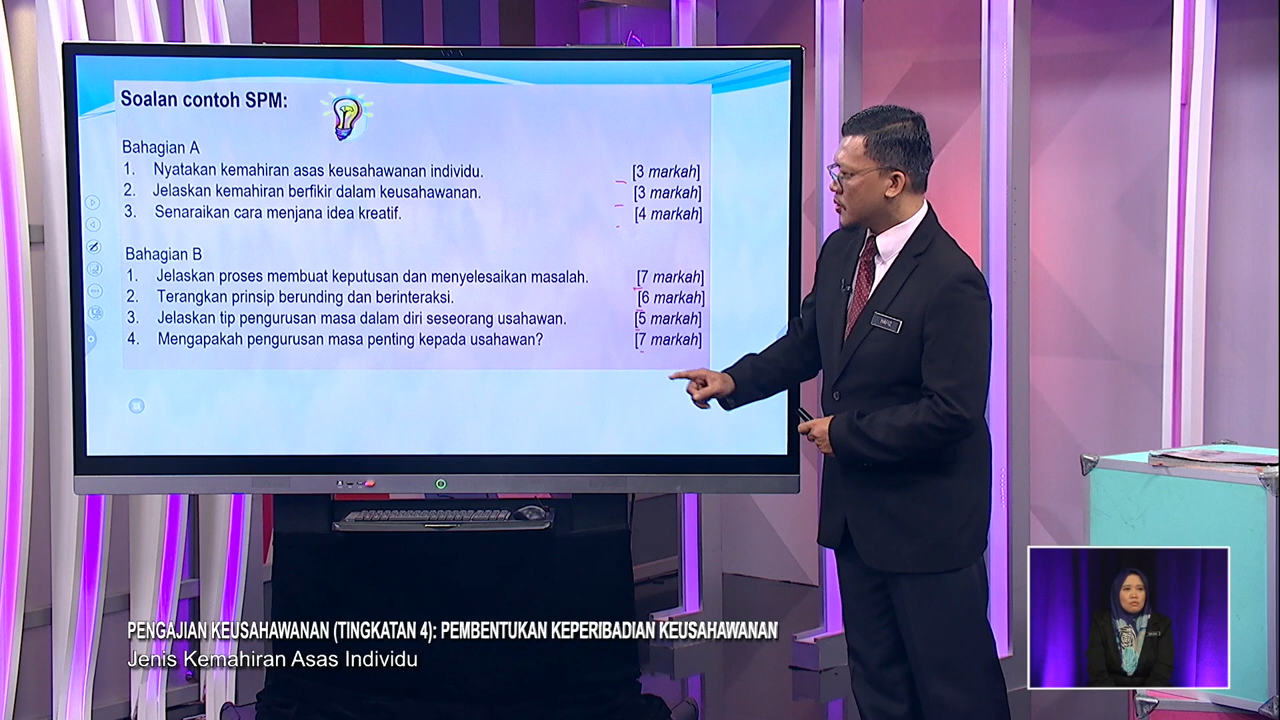 Soalan contoh SPM:
Bahagian A
1. Nyatakan kemahiran asas keusahawanan individu. [3 markah]
2. Jelaskan kemahiran berfikir dalam keusahawanan. [3 markah]
3. Senaraikan cara menjana idea kreatif. [4 markah]
Bahagian B
1. Jelaskan proses membuat keputusan dan menyelesaikan masalah. [7 markah]
2. Terangkan prinsip berunding dan berinteraksi. [6 markah]
3. Jelaskan tip pengurusan masa dalam diri seseorang usahawan. [5 markah]
4. Mengapakah pengurusan masa penting kepada usahawan? [7 markah]
PENGAJIAN KEUSAHAWANAN (TINGKATAN 4): PEMBENTUKAN KEPERIBADIAN KEUSAHAWANAN
Jenis Kemahiran Asas Individu